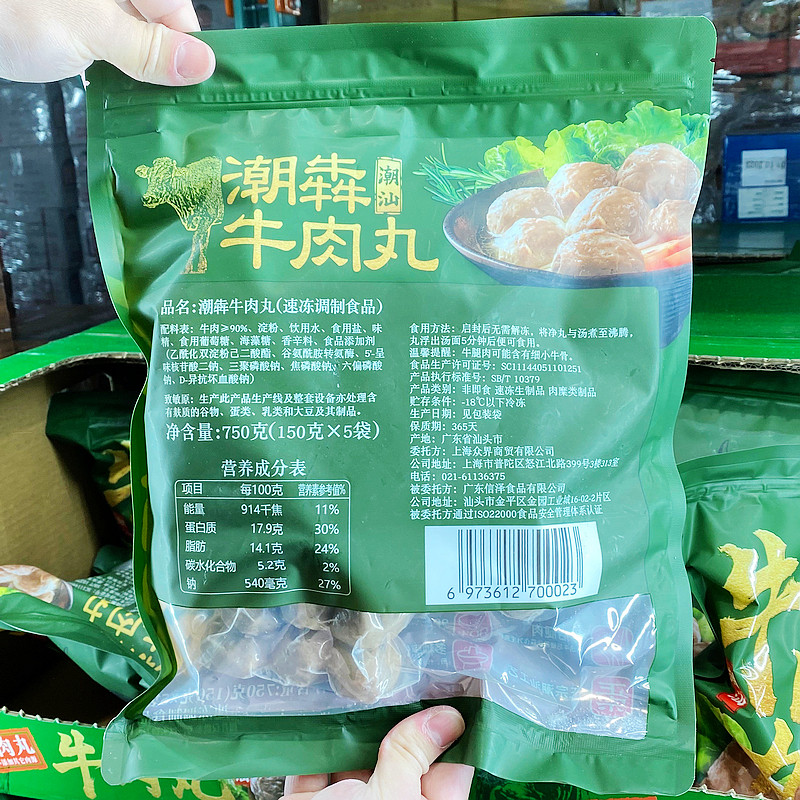 潮犇
潮汕
牛肉丸
品名:潮犇牛肉丸(速冻调制食品)
配料表: 牛肉≥90%、淀粉、饮用水、食用盐、味
精、食用葡萄糖、海藻糖、香辛料、食品添加剂
(乙酰化双淀粉己二酸酯、谷氨酰胺转氨酶、5'-呈
味核苷酸二钠、三聚磷酸钠、焦磷酸钠、六偏磷酸
钠、D-异抗坏血酸钠)
致敏原: 生产此产品生产线及整套设备亦处理含
有麸质的谷物、蛋类、乳类和大豆及其制品。
净含量:750克(150克×5袋)
营养成分表
项目 每100克 营养素参考值%
能量 914千焦 11%
蛋白质 17.9克 30%
脂肪 14.1克 24%
碳水化合物 5.2克 2%
钠 540毫克 27%
食用方法: 启封后无需解冻, 将净丸与汤煮至沸腾,
丸浮出汤面5分钟后便可食用。
温馨提醒: 牛腿肉可能含有细小牛骨。
食品生产许可证号: SC11144051101251
产品执行标准号: SB/T 10379
产品类别: 非即食 速冻生制品 肉糜类制品
贮存条件: -18℃以下冷冻
生产日期: 见包装袋
保质期: 365天
产地: 广东省汕头市
委托方: 上海众界商贸有限公司
公司地址: 上海市普陀区怒江北路399号3楼313室
电话: 021-61136375
被委托方: 广东信泽食品有限公司
公司地址: 汕头市金平区金园工业城16-02-2片区
被委托方通过ISO22000食品安全管理体系认证
6 973612 700023
牛肉丸
肉丸
牛